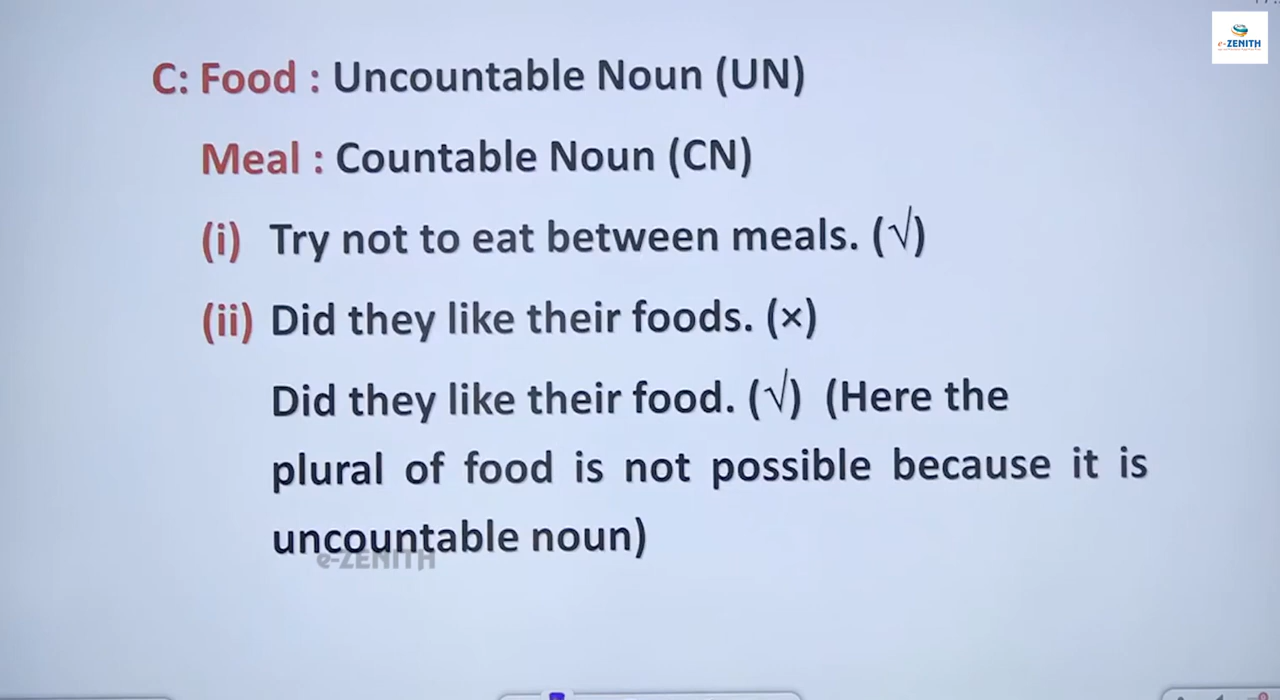 e-ZENITH
C: Food : Uncountable Noun (UN)
Meal : Countable Noun (CN)
(i) Try not to eat between meals. (√)
(ii) Did they like their foods. (×)
Did they like their food. (√) (Here the
plural of food is not possible because it is
uncountable noun)
e-ZENITH